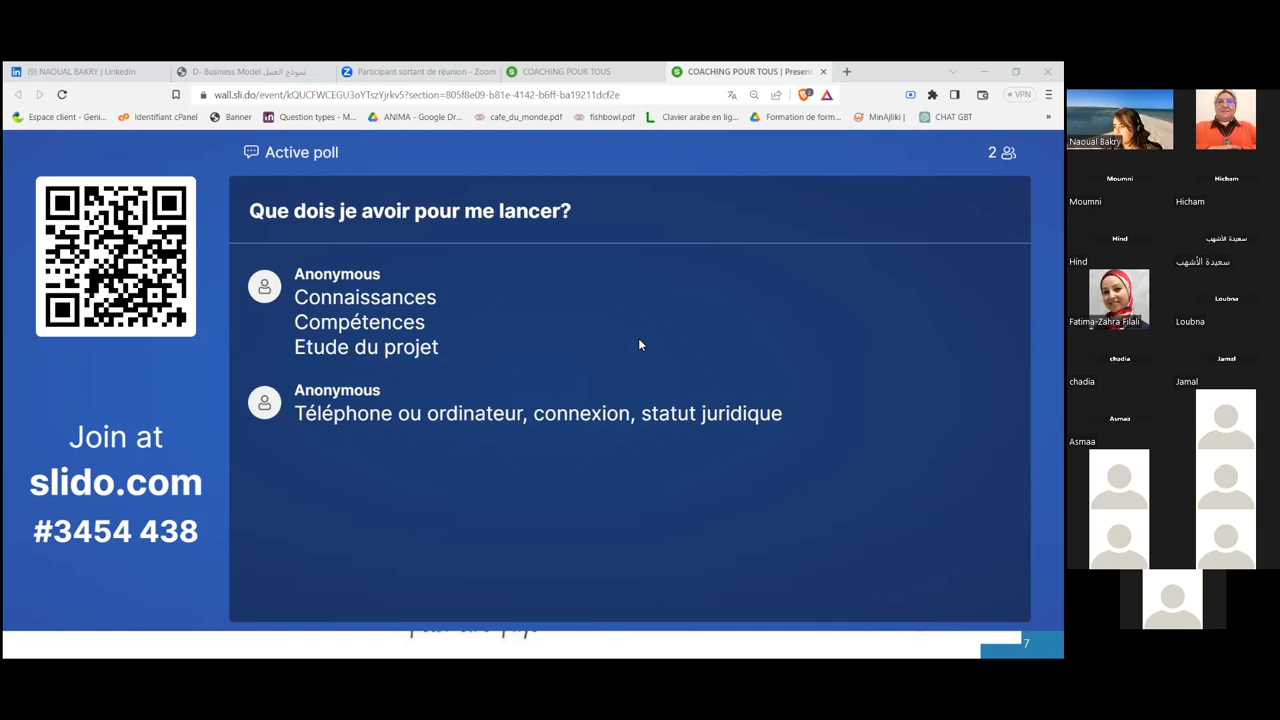 (9) NAOUAL BAKRY | LinkedIn
D- Business Model نموذج العمل
Participant sortant de réunion - Zoom
COACHING POUR TOUS
COACHING POUR TOUS | Present
wall.sli.do/event/kQUCFWCEGU3oYTszYjrkv5?section=805f8e09-b81e-4142-b6ff-ba19211dcf2e
VPN
Espace client - Geni...
Identifiant cPanel
Banner
Question types - M...
ANIMA - Google Dr...
cafe_du_monde.pdf
fishbowl.pdf
Clavier arabe en lig...
Formation de form...
MinAjliki |
CHAT GBT
»
Active poll
2
Que dois je avoir pour me lancer?
Anonymous
Connaissances
Compétences
Etude du projet
Anonymous
Téléphone ou ordinateur, connexion, statut juridique
Join at
slido.com
#3454 438
7
Naoual Bakry
Moumni
Hicham
Moumni
Hicham
Hind
سعيدة الأشهب
Hind
سعيدة الأشهب
Fatima-Zahra Filali
Loubna
Loubna
chadia
Jamal
chadia
Jamal
Asmaa
Asmaa